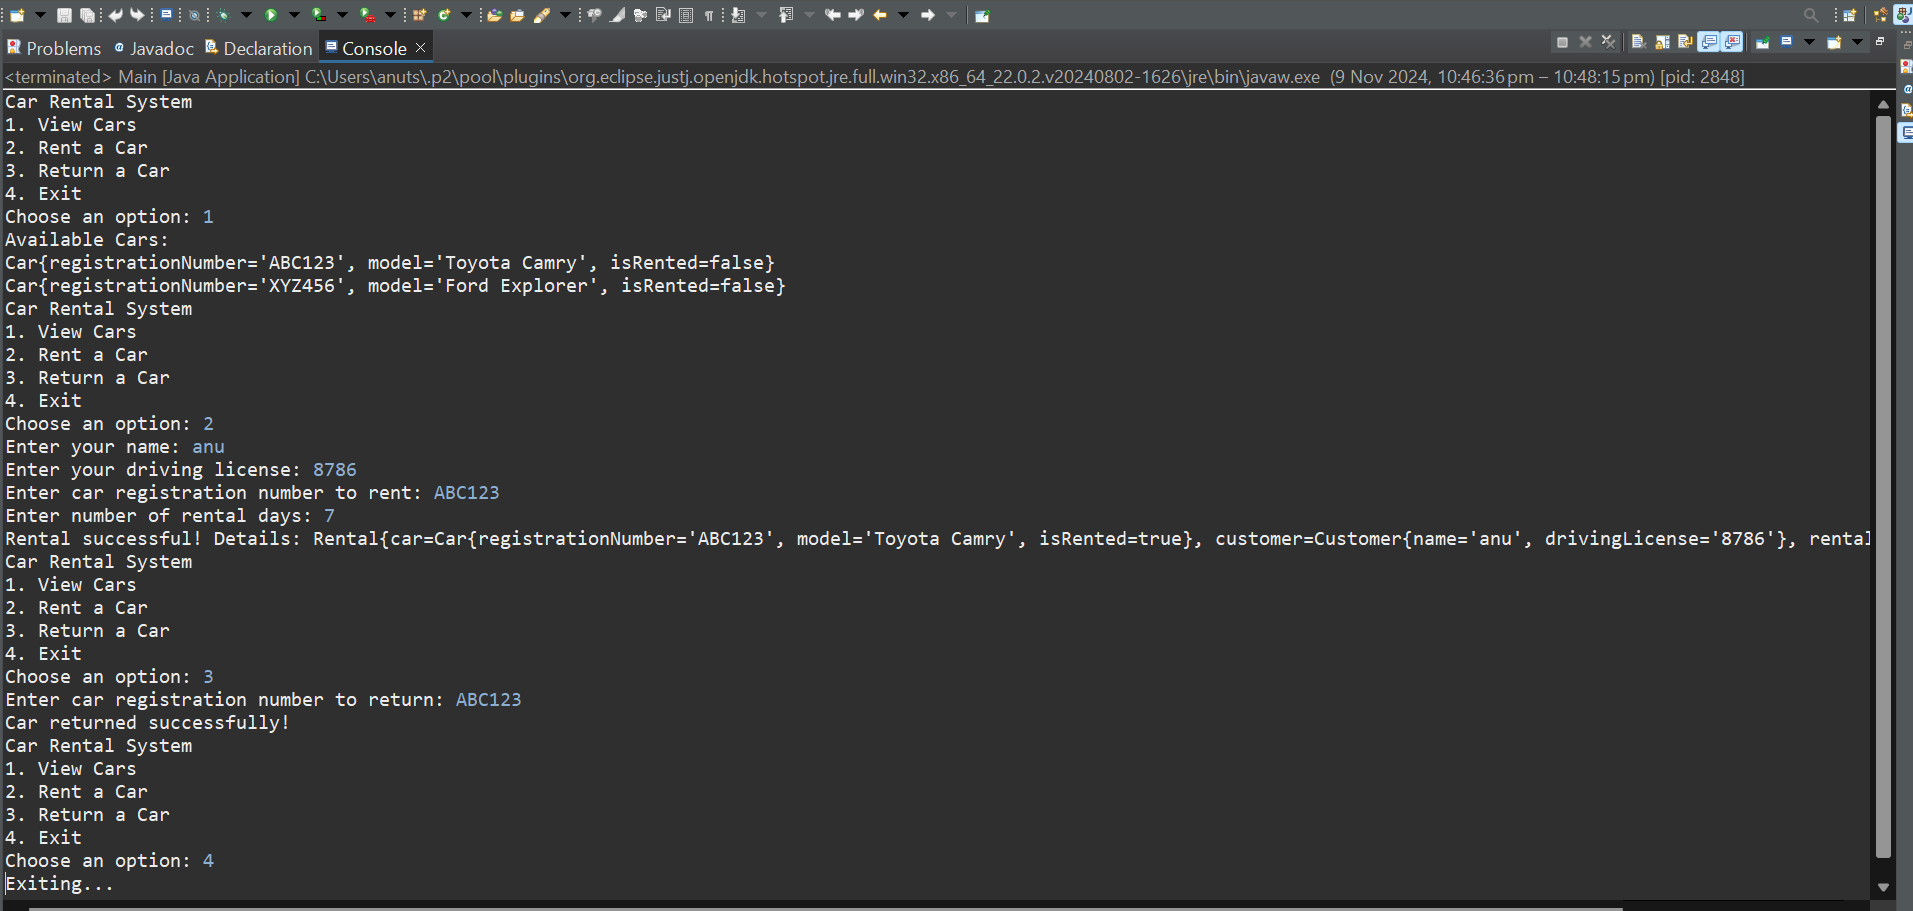 Problems Javadoc Declaration Console
<terminated> Main [Java Application] C:\Users\anuts\.p2\pool\plugins\org.eclipse.justj.openjdk.hotspot.jre.full.win32.x86_64_22.0.2.v20240802-1626\jre\bin\javaw.exe (9 Nov 2024, 10:46:36 pm – 10:48:15 pm) [pid: 2848]
Car Rental System
1. View Cars
2. Rent a Car
3. Return a Car
4. Exit
Choose an option: 1
Available Cars:
Car{registrationNumber='ABC123', model='Toyota Camry', isRented=false}
Car{registrationNumber='XYZ456', model='Ford Explorer', isRented=false}
Car Rental System
1. View Cars
2. Rent a Car
3. Return a Car
4. Exit
Choose an option: 2
Enter your name: anu
Enter your driving license: 8786
Enter car registration number to rent: ABC123
Enter number of rental days: 7
Rental successful! Details: Rental{car=Car{registrationNumber='ABC123', model='Toyota Camry', isRented=true}, customer=Customer{name='anu', drivingLicense='8786'}, rental
Car Rental System
1. View Cars
2. Rent a Car
3. Return a Car
4. Exit
Choose an option: 3
Enter car registration number to return: ABC123
Car returned successfully!
Car Rental System
1. View Cars
2. Rent a Car
3. Return a Car
4. Exit
Choose an option: 4
Exiting...